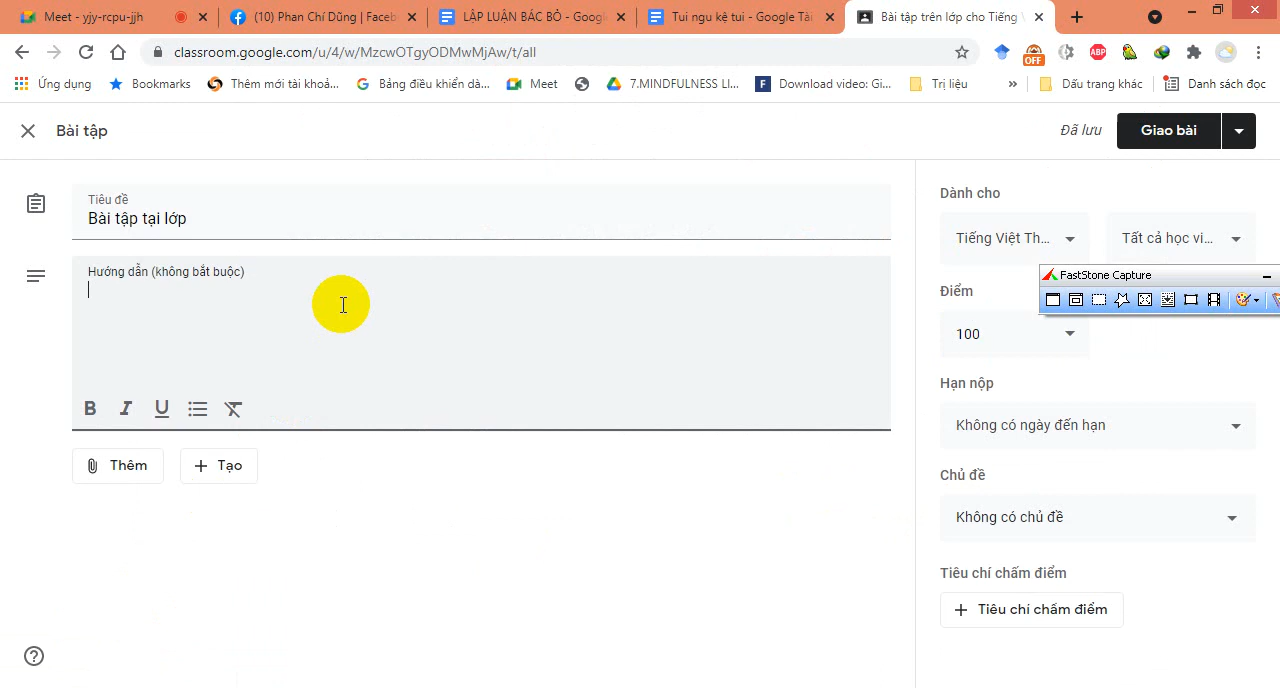 Meet - yjy-rcpu-jjh
(10) Phan Chí Dũng | Faceb
LẬP LUẬN BÁC BỎ - Googl
Tui ngu kệ tui - Google Tài
Bài tập trên lớp cho Tiếng V
classroom.google.com/u/4/w/MzcwOTgyODMwMjAw/t/all
ABP
OFF
Ứng dụng
Bookmarks
Thêm mới tài khoả...
Bảng điều khiển dà...
Meet
7.MINDFULNESS LI...
Download video: Gi...
Trị liệu
»
Dấu trang khác
Danh sách đọc
Bài tập
Đã lưu
Giao bài
Tiêu đề
Bài tập tại lớp
Hướng dẫn (không bắt buộc)
B I U
Thêm
Tạo
Dành cho
Tiếng Việt Th...
Tất cả học vi...
FastStone Capture
Điểm
100
Hạn nộp
Không có ngày đến hạn
Chủ đề
Không có chủ đề
Tiêu chí chấm điểm
Tiêu chí chấm điểm